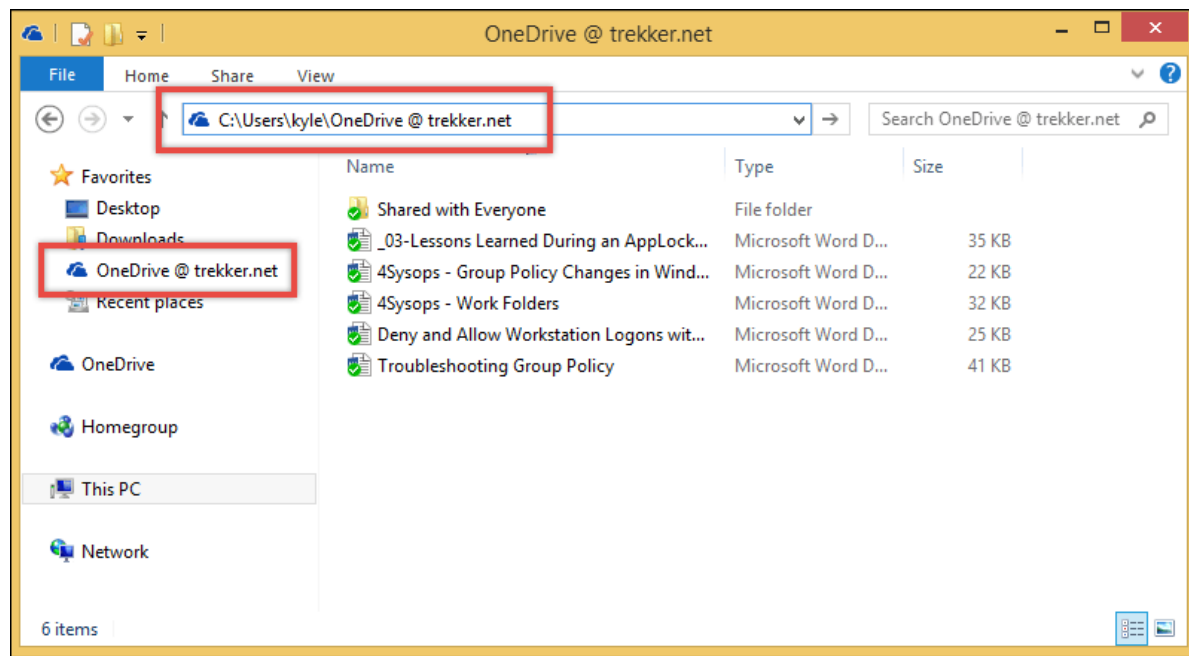 OneDrive @ trekker.net
File Home Share View
C:\Users\kyle\OneDrive @ trekker.net
Search OneDrive @ trekker.net
Favorites
Desktop
Downloads
OneDrive @ trekker.net
Recent places
OneDrive
Homegroup
This PC
Network
Name Type Size
Shared with Everyone File folder
_03-Lessons Learned During an AppLock... Microsoft Word D... 35 KB
4Sysops - Group Policy Changes in Wind... Microsoft Word D... 22 KB
4Sysops - Work Folders Microsoft Word D... 32 KB
Deny and Allow Workstation Logons wit... Microsoft Word D... 25 KB
Troubleshooting Group Policy Microsoft Word D... 41 KB
6 items